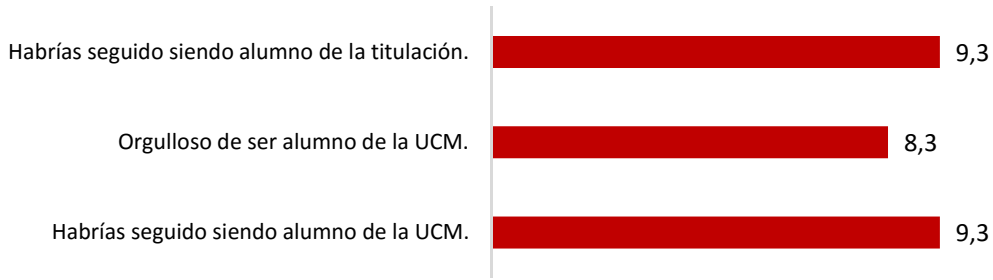 Habrías seguido siendo alumno de la titulación. 9,3
Orgulloso de ser alumno de la UCM. 8,3
Habrías seguido siendo alumno de la UCM. 9,3